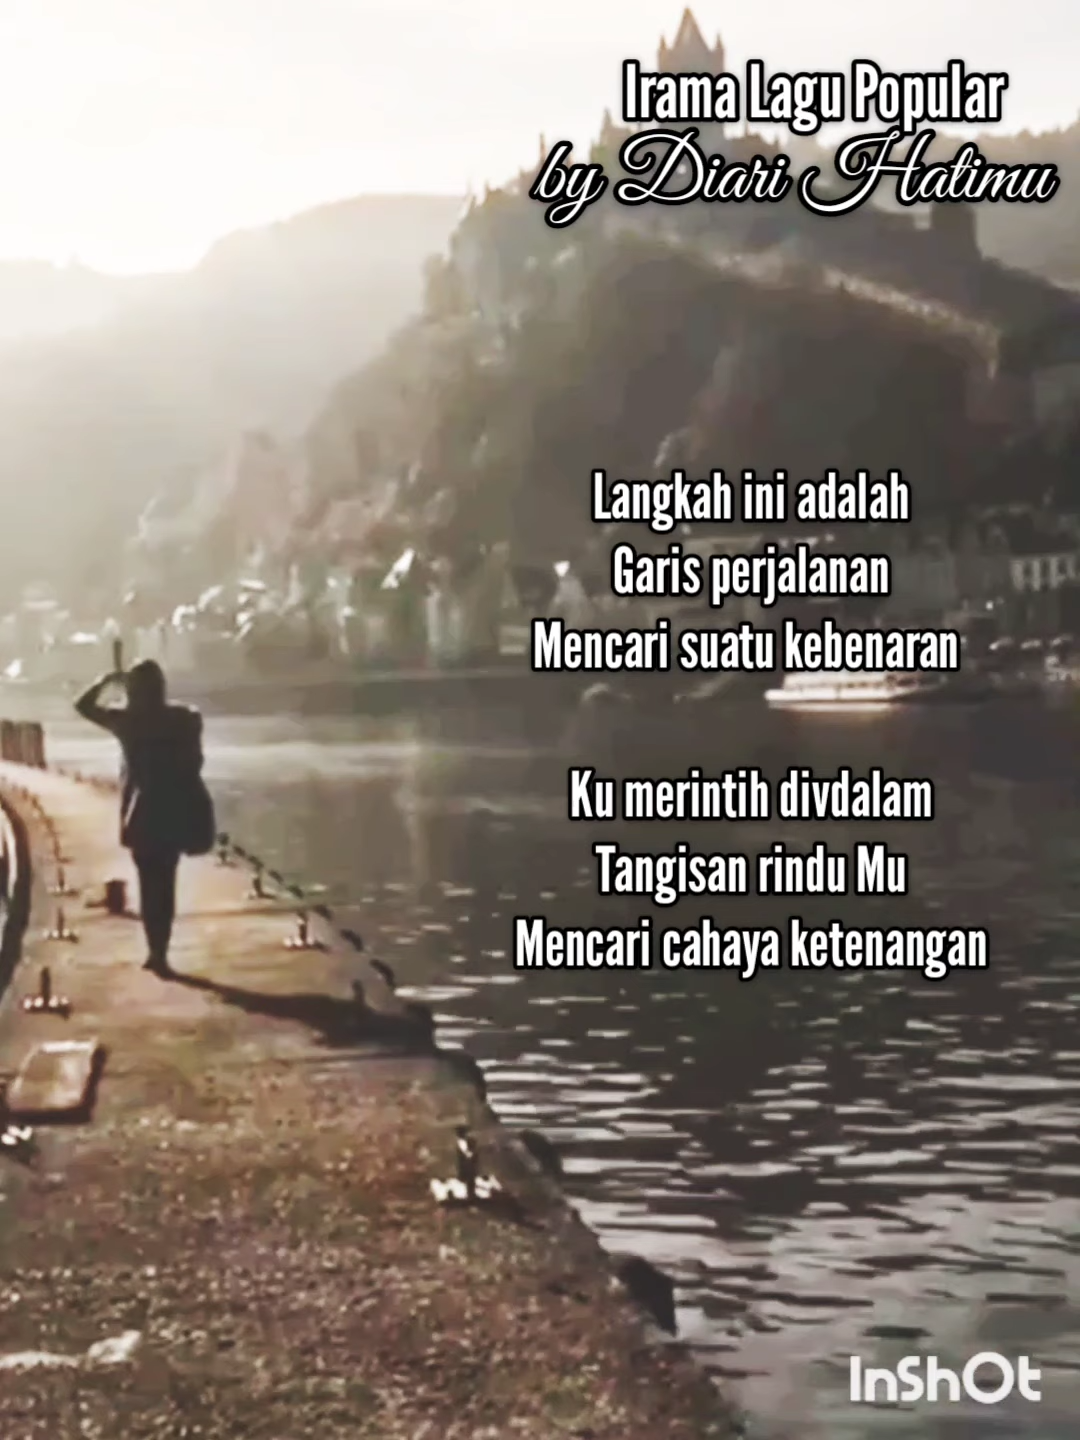 Irama Lagu Popular
by Diari Hatimu
Langkah ini adalah
Garis perjalanan
Mencari suatu kebenaran
Ku merintih divdalam
Tangisan rindu Mu
Mencari cahaya ketenangan
InShOt